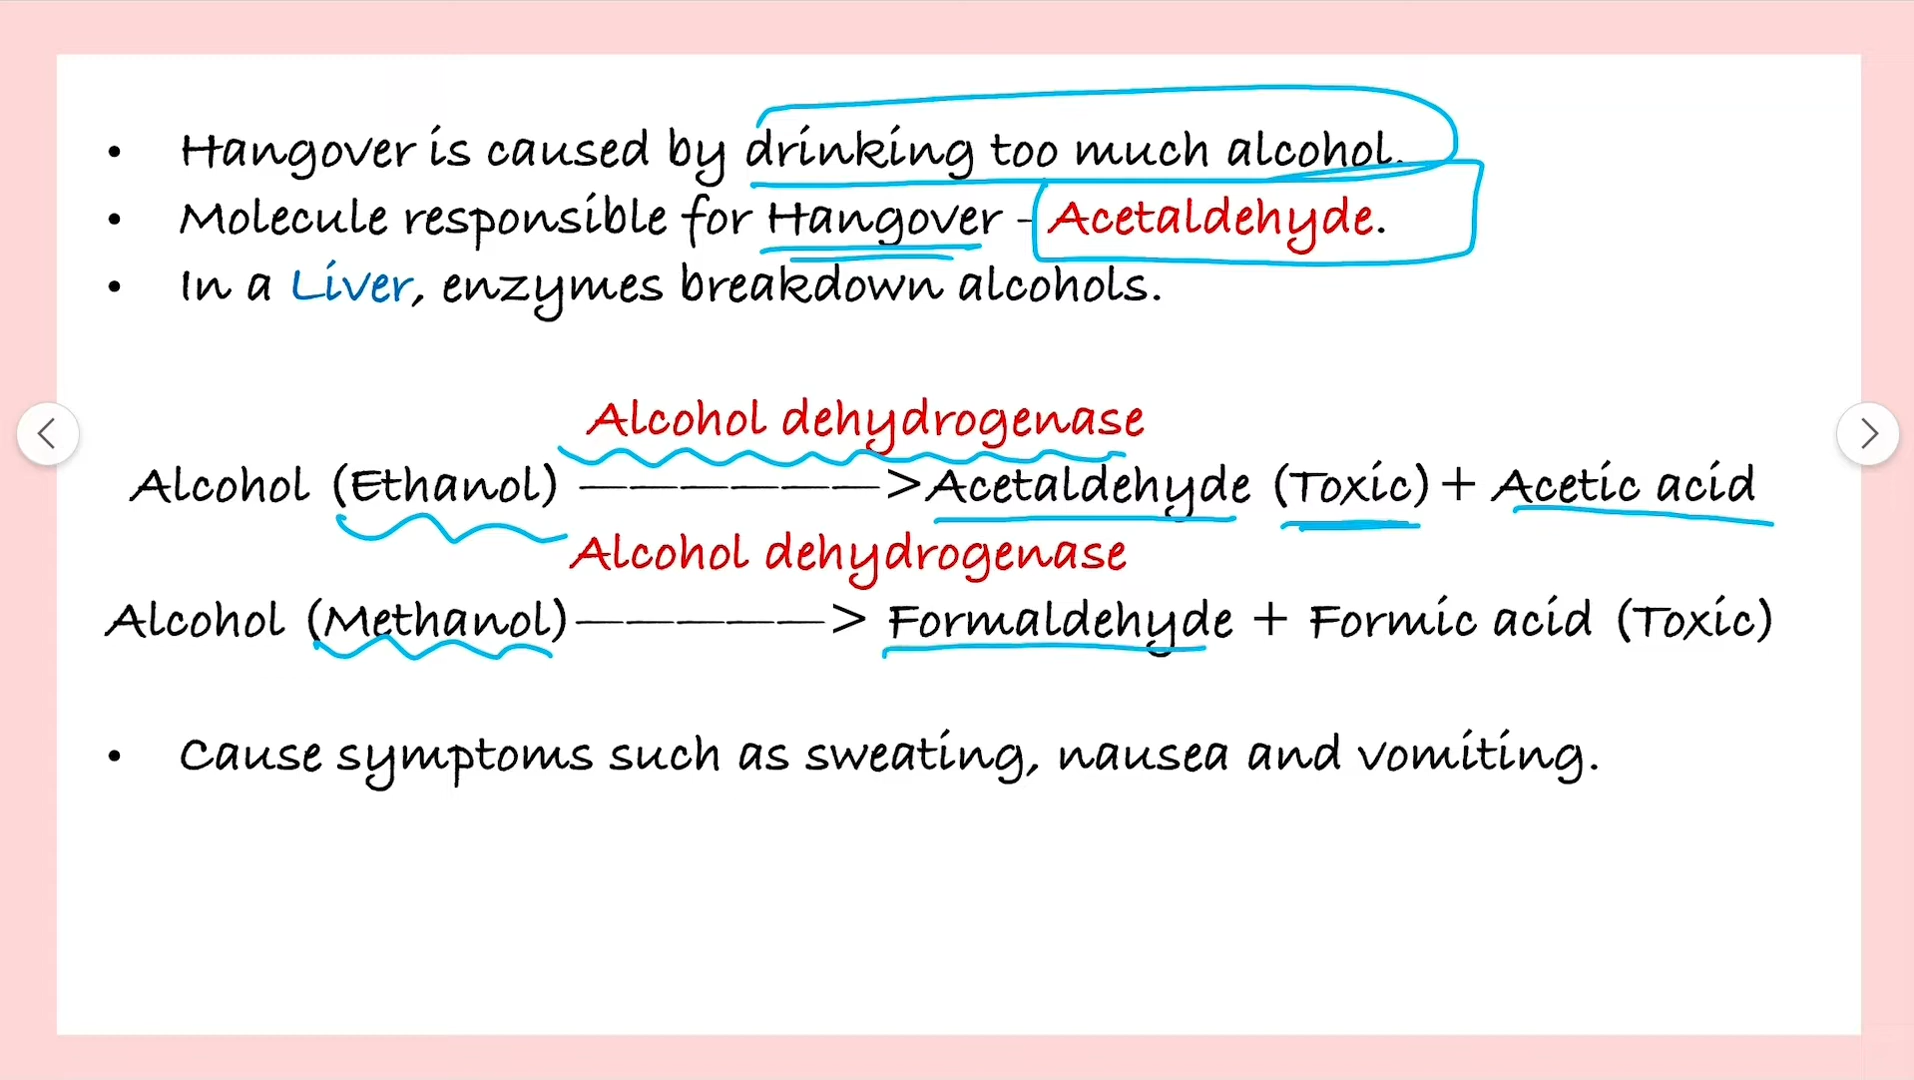 • Hangover is caused by drinking too much alcohol.
• Molecule responsible for Hangover - Acetaldehyde.
• In a Liver, enzymes breakdown alcohols.
Alcohol dehydrogenase
Alcohol (Ethanol) ——————>Acetaldehyde (Toxic) + Acetic acid
Alcohol dehydrogenase
Alcohol (Methanol)—————> Formaldehyde + Formic acid (Toxic)
• Cause symptoms such as sweating, nausea and vomiting.